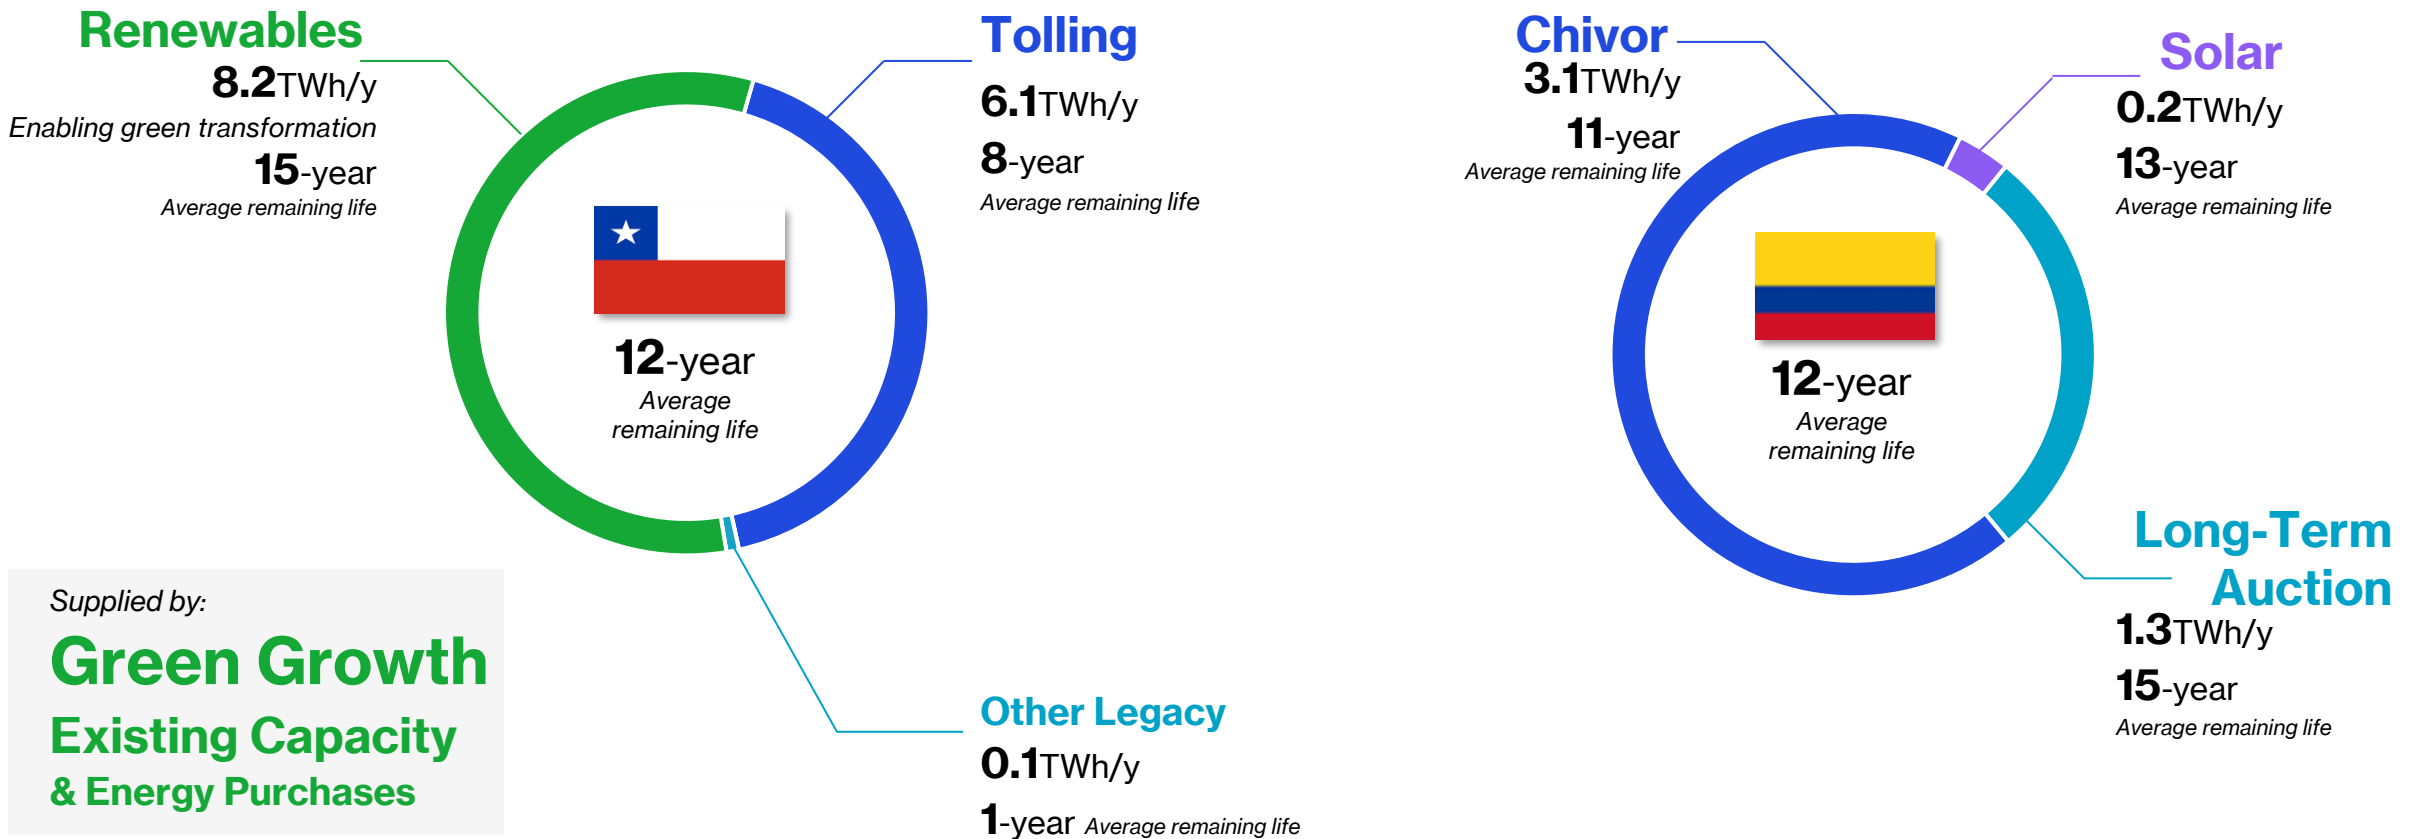 Renewables
8.2TWh/y
Enabling green transformation
15-year
Average remaining life
Tolling
6.1TWh/y
8-year
Average remaining life
12-year
Average
remaining life
Other Legacy
0.1TWh/y
1-year Average remaining life
Supplied by:
Green Growth
Existing Capacity
& Energy Purchases
Chivor
3.1TWh/y
11-year
Average remaining life
Solar
0.2TWh/y
13-year
Average remaining life
12-year
Average
remaining life
Long-Term
Auction
1.3TWh/y
15-year
Average remaining life